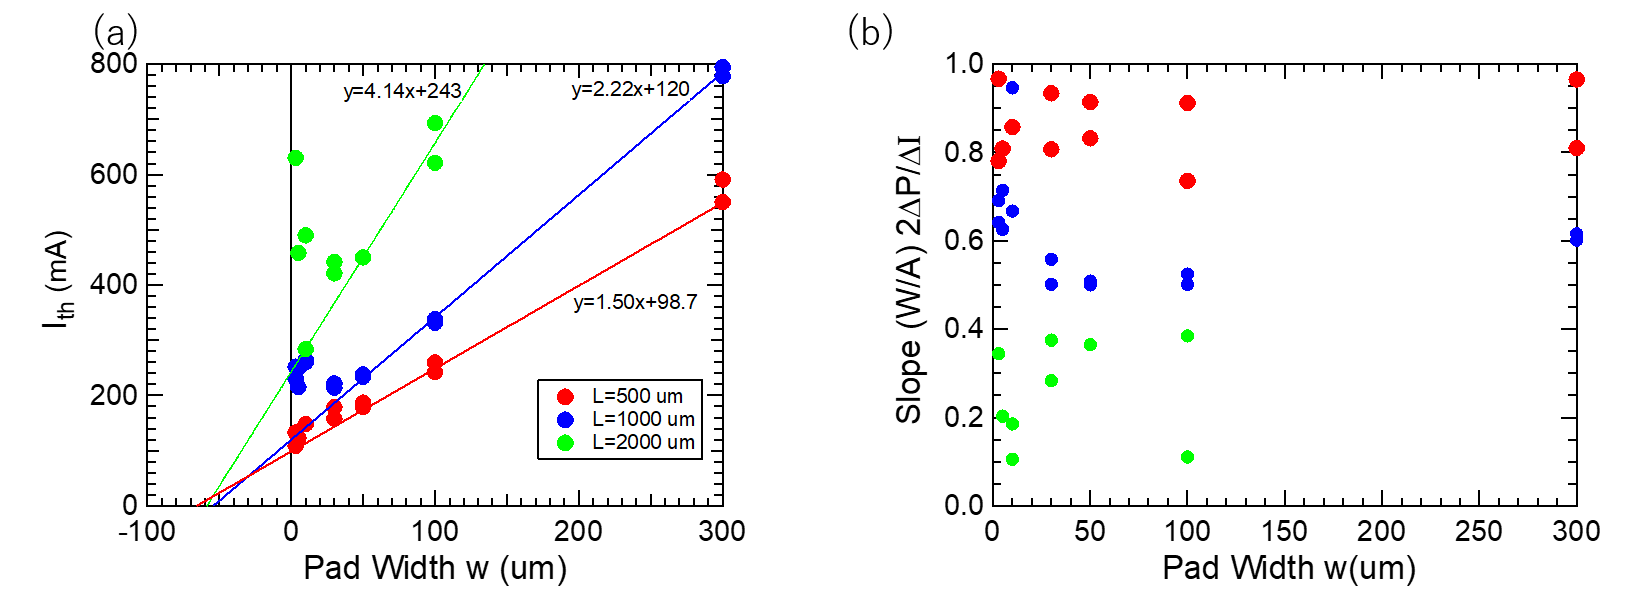 (a)
800
600
400
200
0
-100
0
100
200
300
I_th (mA)
Pad Width w (um)
y=4.14x+243
y=2.22x+120
y=1.50x+98.7
L=500 um
L=1000 um
L=2000 um
(b)
1.0
0.8
0.6
0.4
0.2
0.0
0
50
100
150
200
250
300
Slope (W/A) 2ΔP/ΔI
Pad Width w(um)